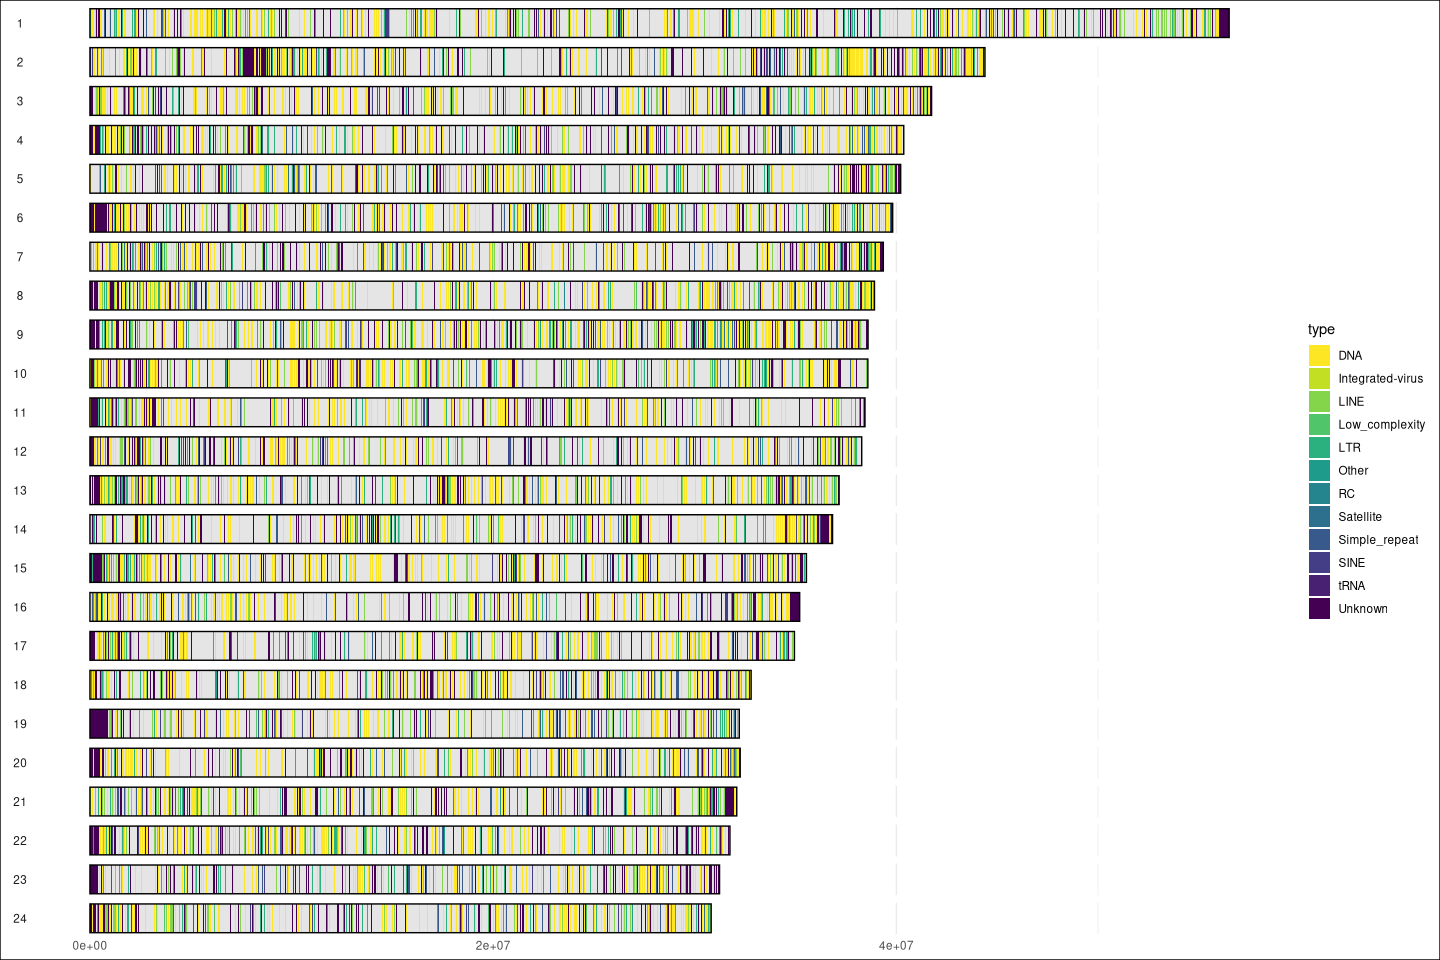 1
2
3
4
5
6
7
8
9
10
11
12
13
14
15
16
17
18
19
20
21
22
23
24
0e+00 2e+07 4e+07
type
DNA
Integrated-virus
LINE
Low_complexity
LTR
Other
RC
Satellite
Simple_repeat
SINE
tRNA
Unknown